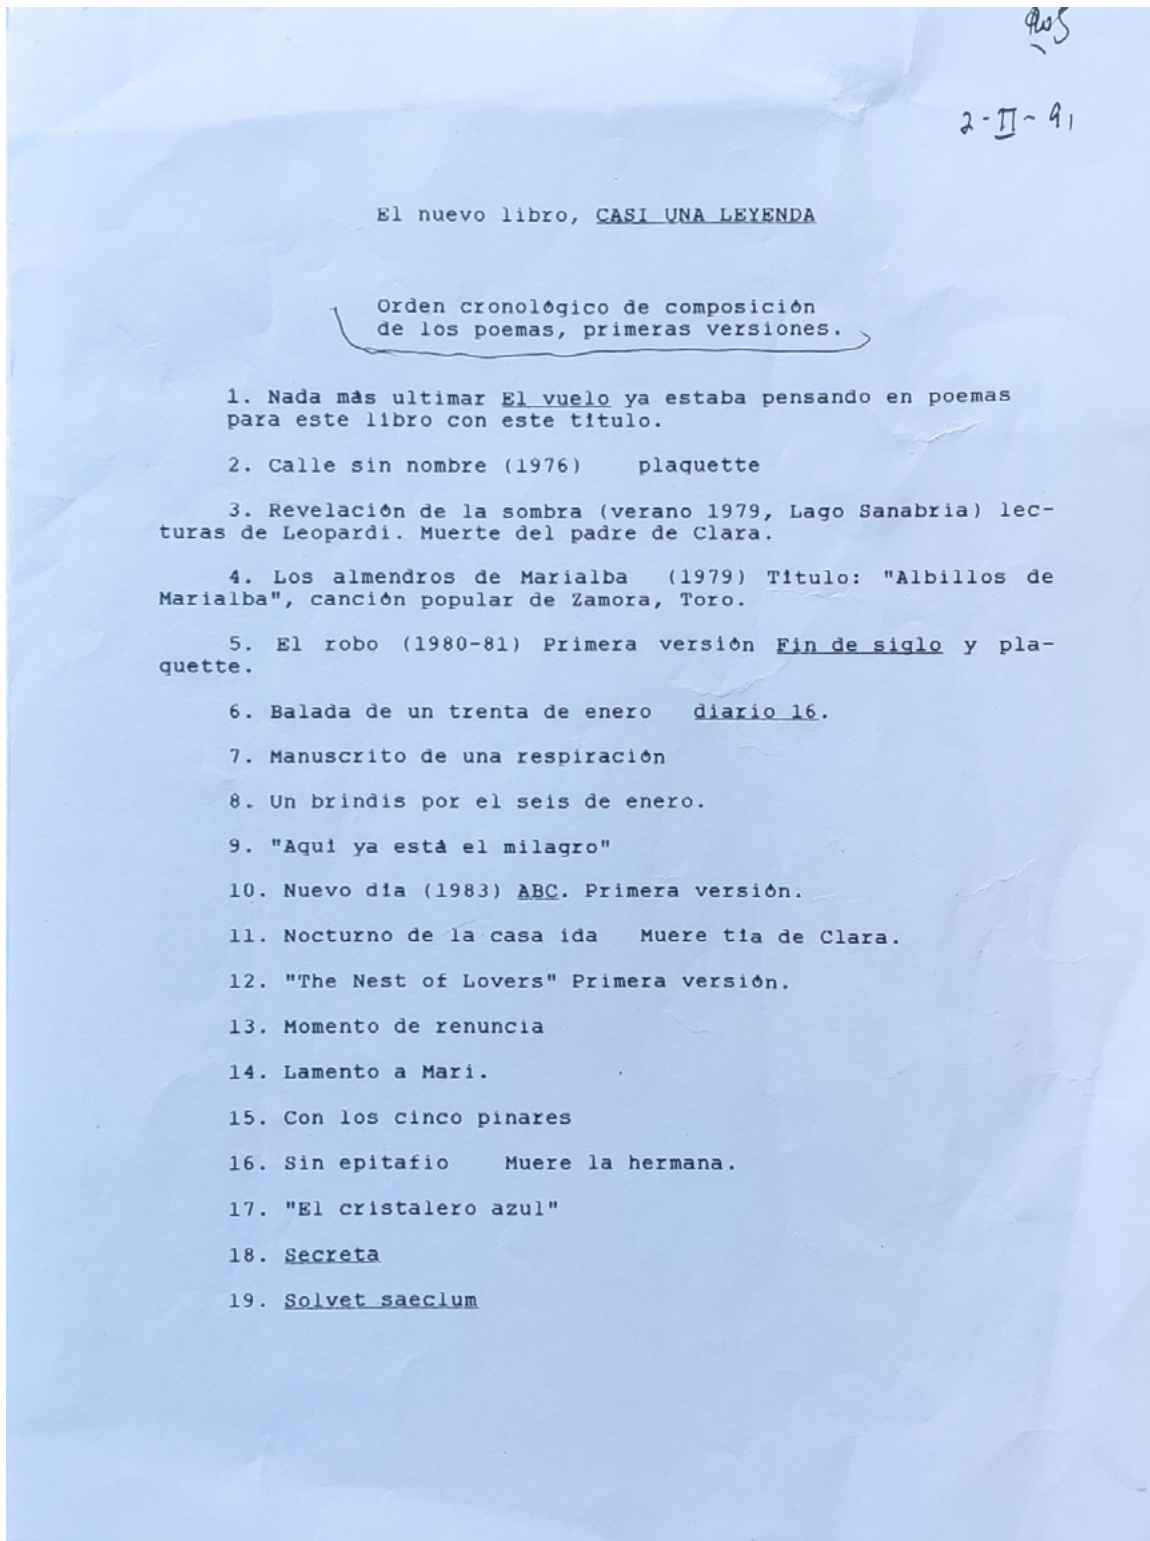 2-II-91
El nuevo libro, CASI UNA LEYENDA
Orden cronológico de composición
de los poemas, primeras versiones.
1. Nada más ultimar El vuelo ya estaba pensando en poemas
para este libro con este título.
2. Calle sin nombre (1976) plaquette
3. Revelación de la sombra (verano 1979, Lago Sanabria) lec-
turas de Leopardi. Muerte del padre de Clara.
4. Los almendros de Marialba (1979) Título: "Albillos de
Marialba", canción popular de Zamora, Toro.
5. El robo (1980-81) Primera versión Fin de siglo y pla-
quette.
6. Balada de un trenta de enero diario 16.
7. Manuscrito de una respiración
8. Un brindis por el seis de enero.
9. "Aquí ya está el milagro"
10. Nuevo día (1983) ABC. Primera versión.
11. Nocturno de la casa ida Muere tía de Clara.
12. "The Nest of Lovers" Primera versión.
13. Momento de renuncia
14. Lamento a Mari.
15. Con los cinco pinares
16. Sin epitafio Muere la hermana.
17. "El cristalero azul"
18. Secreta
19. Solvet saeclum